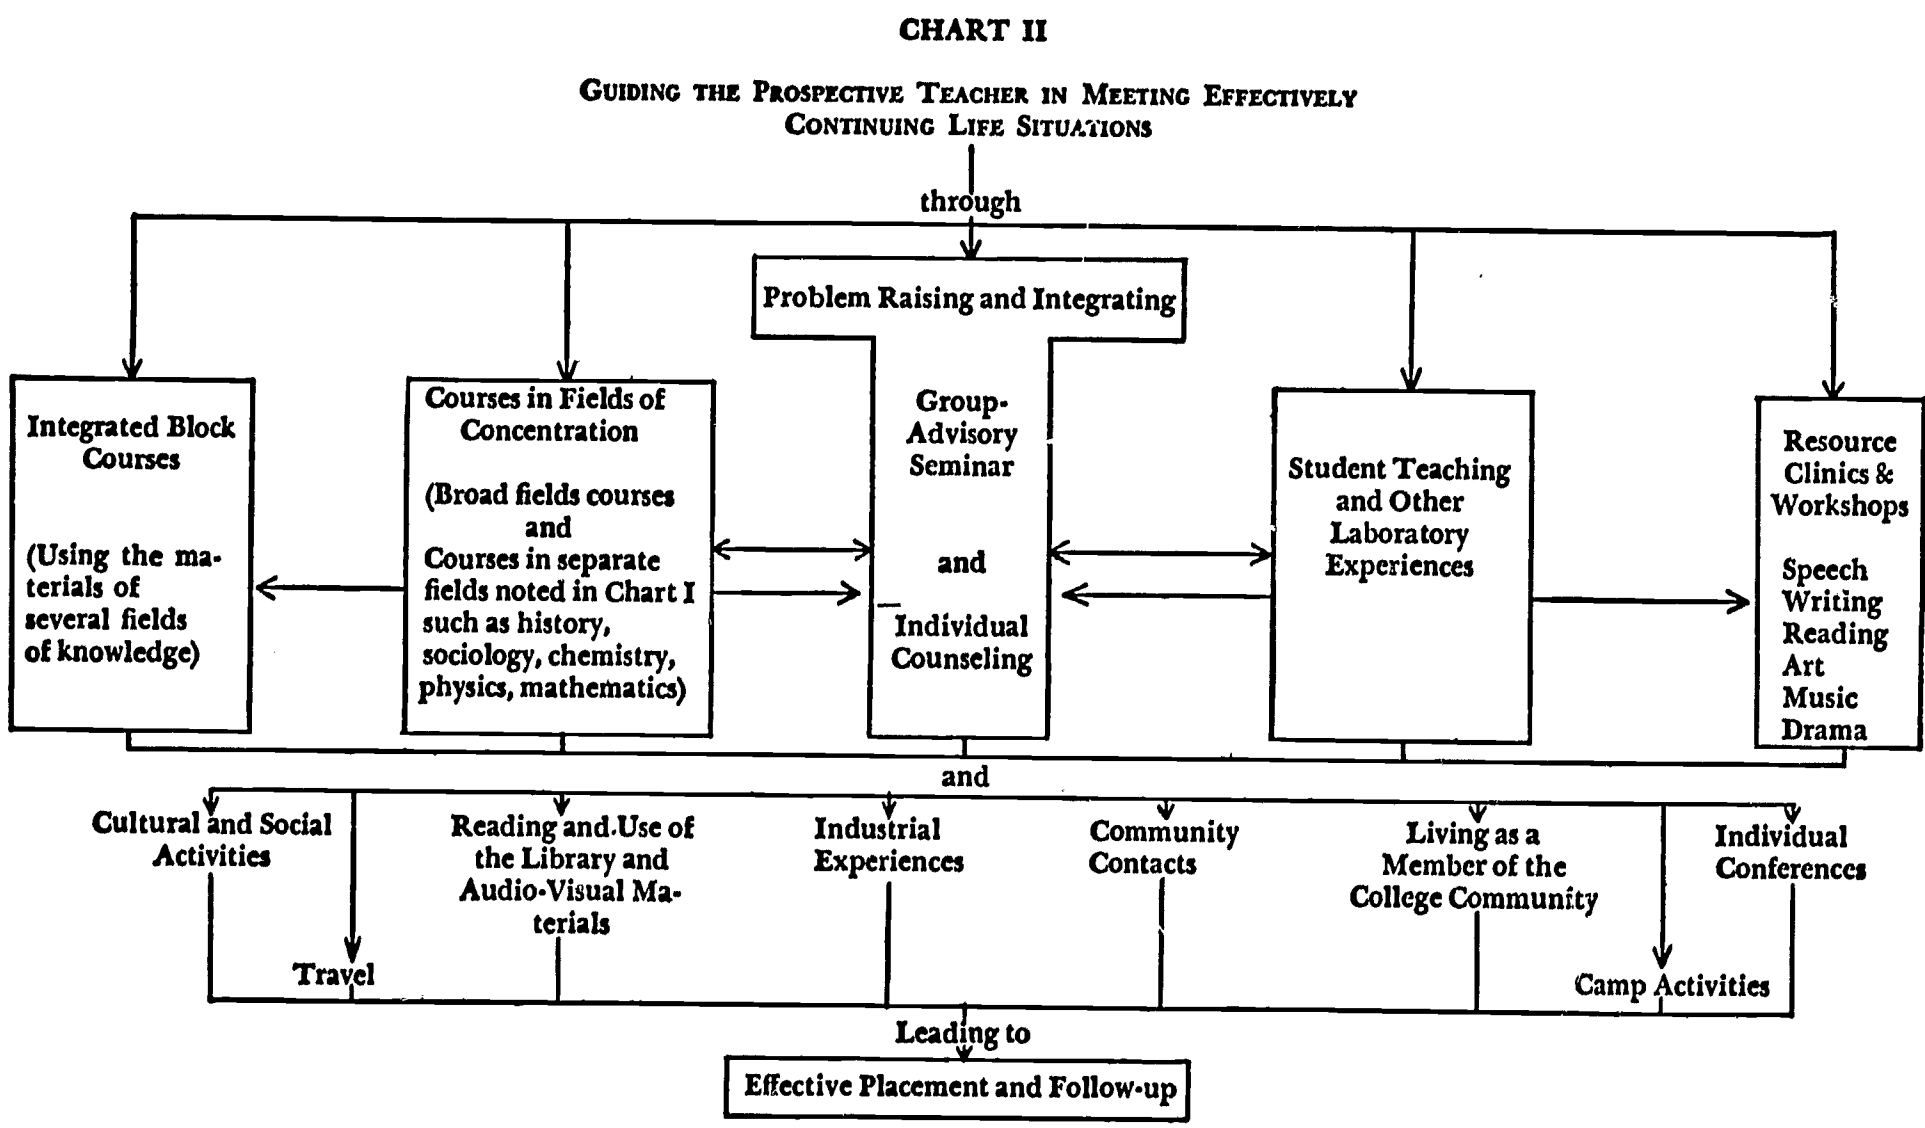 CHART II
GUIDING THE PROSPECTIVE TEACHER IN MEETING EFFECTIVELY
CONTINUING LIFE SITUATIONS
through
Problem Raising and Integrating
Integrated Block
Courses
(Using the ma-
terials of
several fields
of knowledge)
Courses in Fields of
Concentration
(Broad fields courses
and
Courses in separate
fields noted in Chart I
such as history,
sociology, chemistry,
physics, mathematics)
Group-
Advisory
Seminar
and
Individual
Counseling
Student Teaching
and Other
Laboratory
Experiences
Resource
Clinics &
Workshops
Speech
Writing
Reading
Art
Music
Drama
and
Cultural and Social
Activities
Travel
Reading and Use of
the Library and
Audio-Visual Ma-
terials
Industrial
Experiences
Community
Contacts
Living as a
Member of the
College Community
Camp Activities
Individual
Conferences
Leading to
Effective Placement and Follow-up